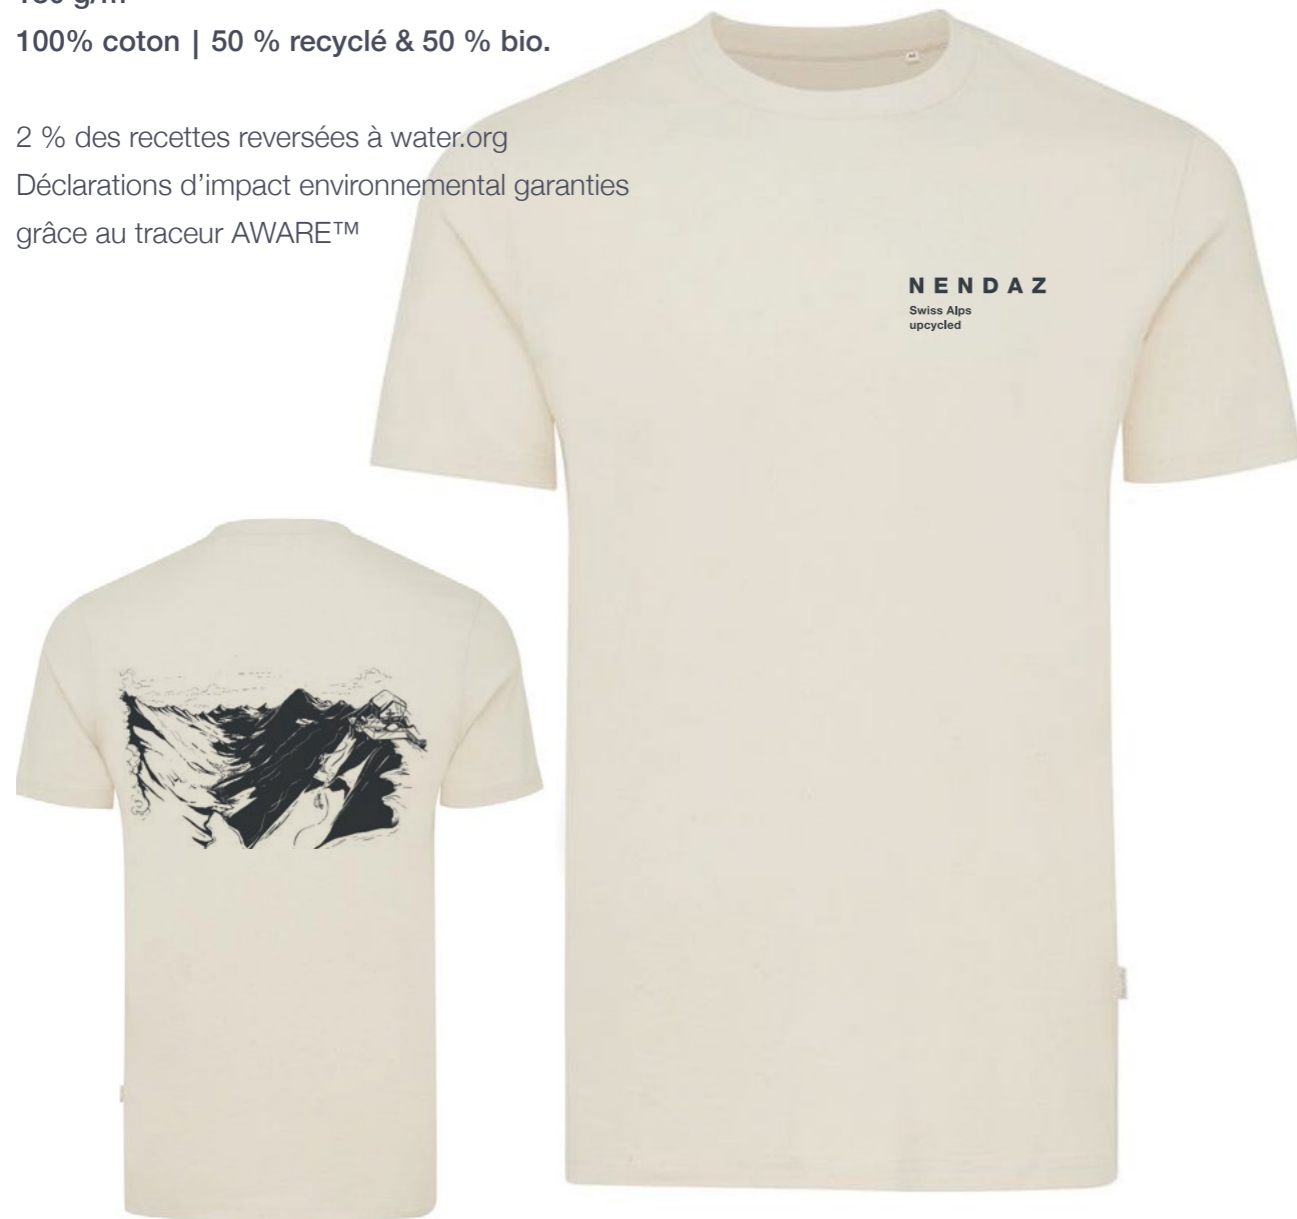 100% coton | 50 % recyclé & 50 % bio.
2 % des recettes reversées à water.org
Déclarations d’impact environnemental garanties
grâce au traceur AWARE™
NENDAZ
Swiss Alps
upcycled